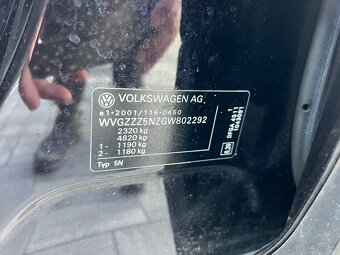 VOLKSWAGEN AG
e1*2001/116*0450
WVGZZZ5NZGW802292
2320 kg
4820 kg
1 - 1190 kg
2 - 1180 kg
Typ 5N